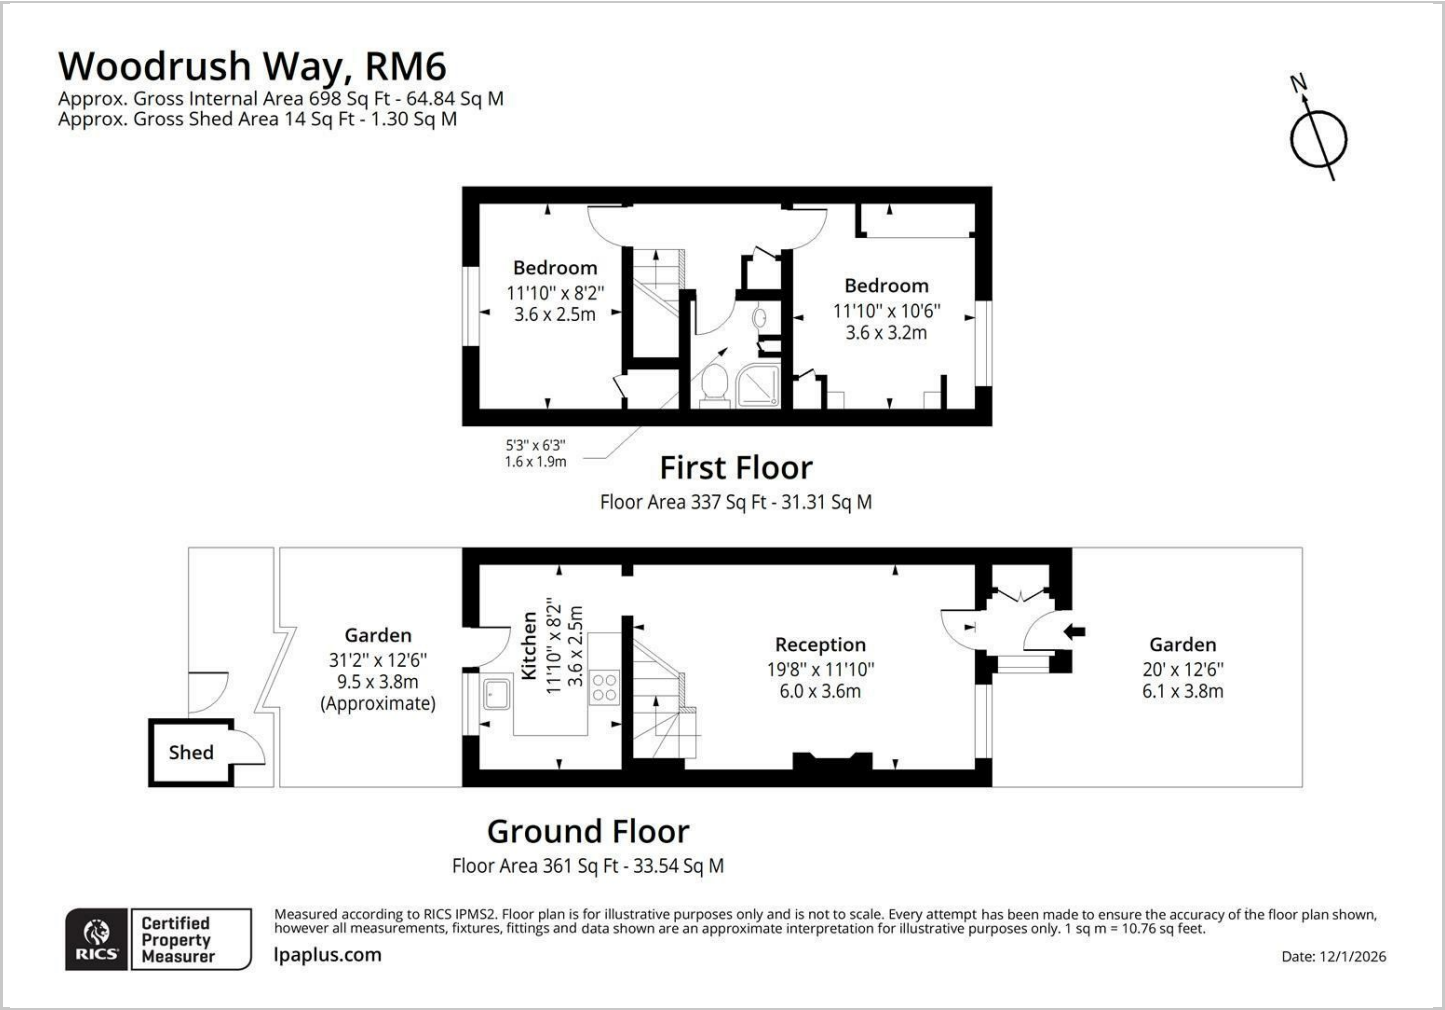 Woodrush Way, RM6
Approx. Gross Internal Area 698 Sq Ft - 64.84 Sq M
Approx. Gross Shed Area 14 Sq Ft - 1.30 Sq M
N
Bedroom
11'10" x 8'2"
3.6 x 2.5m
Bedroom
11'10" x 10'6"
3.6 x 3.2m
5'3" x 6'3"
1.6 x 1.9m
First Floor
Floor Area 337 Sq Ft - 31.31 Sq M
Garden
31'2" x 12'6"
9.5 x 3.8m
(Approximate)
Kitchen
11'10" x 8'2"
3.6 x 2.5m
Reception
19'8" x 11'10"
6.0 x 3.6m
Garden
20' x 12'6"
6.1 x 3.8m
Shed
Ground Floor
Floor Area 361 Sq Ft - 33.54 Sq M
RICS
Certified
Property
Measurer
Measured according to RICS IPMS2. Floor plan is for illustrative purposes only and is not to scale. Every attempt has been made to ensure the accuracy of the floor plan shown,
however all measurements, fixtures, fittings and data shown are an approximate interpretation for illustrative purposes only. 1 sq m = 10.76 sq feet.
lpaplus.com
Date: 12/1/2026